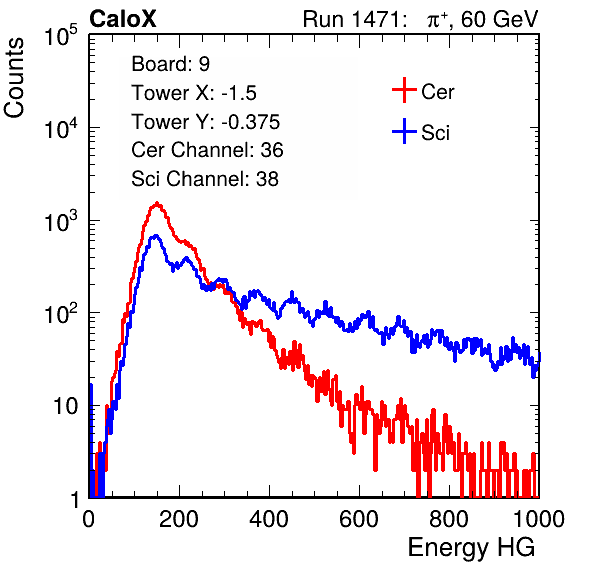 CaloX
Run 1471: π⁺, 60 GeV
Counts
Board: 9
Tower X: -1.5
Tower Y: -0.375
Cer Channel: 36
Sci Channel: 38
Cer
Sci
10⁵
10⁴
10³
10²
10
1
0 200 400 600 800 1000
Energy HG